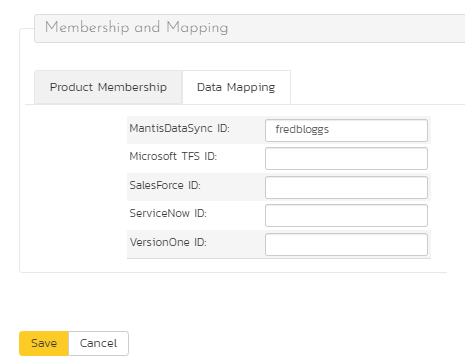 Membership and Mapping
Product Membership Data Mapping
MantisDataSync ID: fredbloggs
Microsoft TFS ID:
SalesForce ID:
ServiceNow ID:
VersionOne ID:
Save Cancel